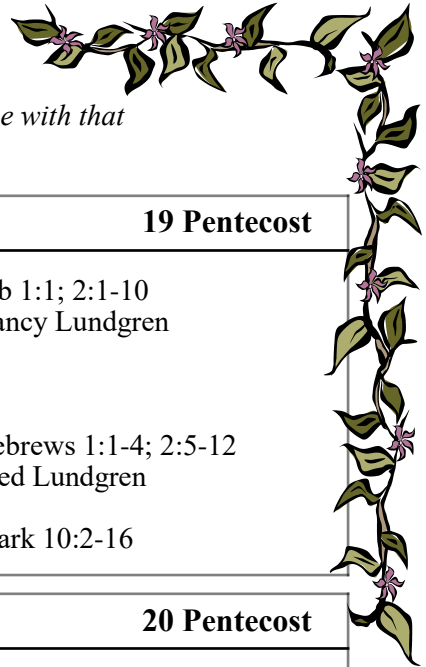 e with that
19 Pentecost
b 1:1; 2:1-10
ancy Lundgren
ebrews 1:1-4; 2:5-12
ed Lundgren
ark 10:2-16
20 Pentecost